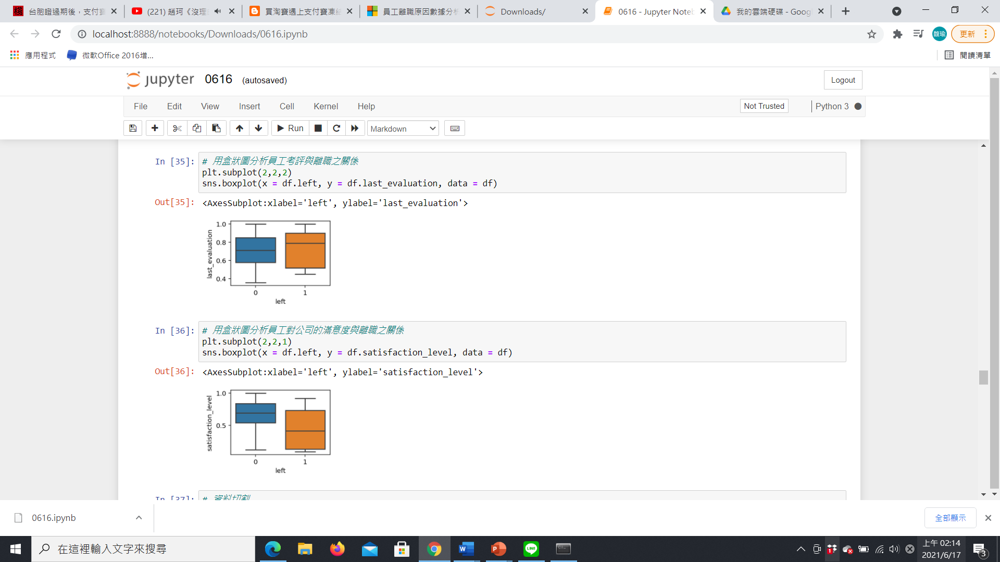 台胞證過期後，支付寶
(221) 趙珂《沒理
買淘寶遇上支付寶凍結
員工離職原因數據分析
Downloads/
0616 - Jupyter Noteb
我的雲端硬碟 - Goog
localhost:8888/notebooks/Downloads/0616.ipynb
馥瑜
更新
應用程式
微軟Office 2016增...
閱讀清單
jupyter 0616 (autosaved)
Logout
File Edit View Insert Cell Kernel Help
Not Trusted
Python 3
Run
Markdown
In [35]:
# 用盒狀圖分析員工考評與離職之關係
plt.subplot(2,2,2)
sns.boxplot(x = df.left, y = df.last_evaluation, data = df)
Out[35]: <AxesSubplot:xlabel='left', ylabel='last_evaluation'>
1.0
0.8
0.6
0.4
last_evaluation
0 1
left
In [36]:
# 用盒狀圖分析員工對公司的滿意度與離職之關係
plt.subplot(2,2,1)
sns.boxplot(x = df.left, y = df.satisfaction_level, data = df)
Out[36]: <AxesSubplot:xlabel='left', ylabel='satisfaction_level'>
1.0
0.5
satisfaction_level
0 1
left
In [37]: # 資料切割
0616.ipynb
全部顯示
在這裡輸入文字來搜尋
LINE
上午 02:14
2021/6/17
1
3